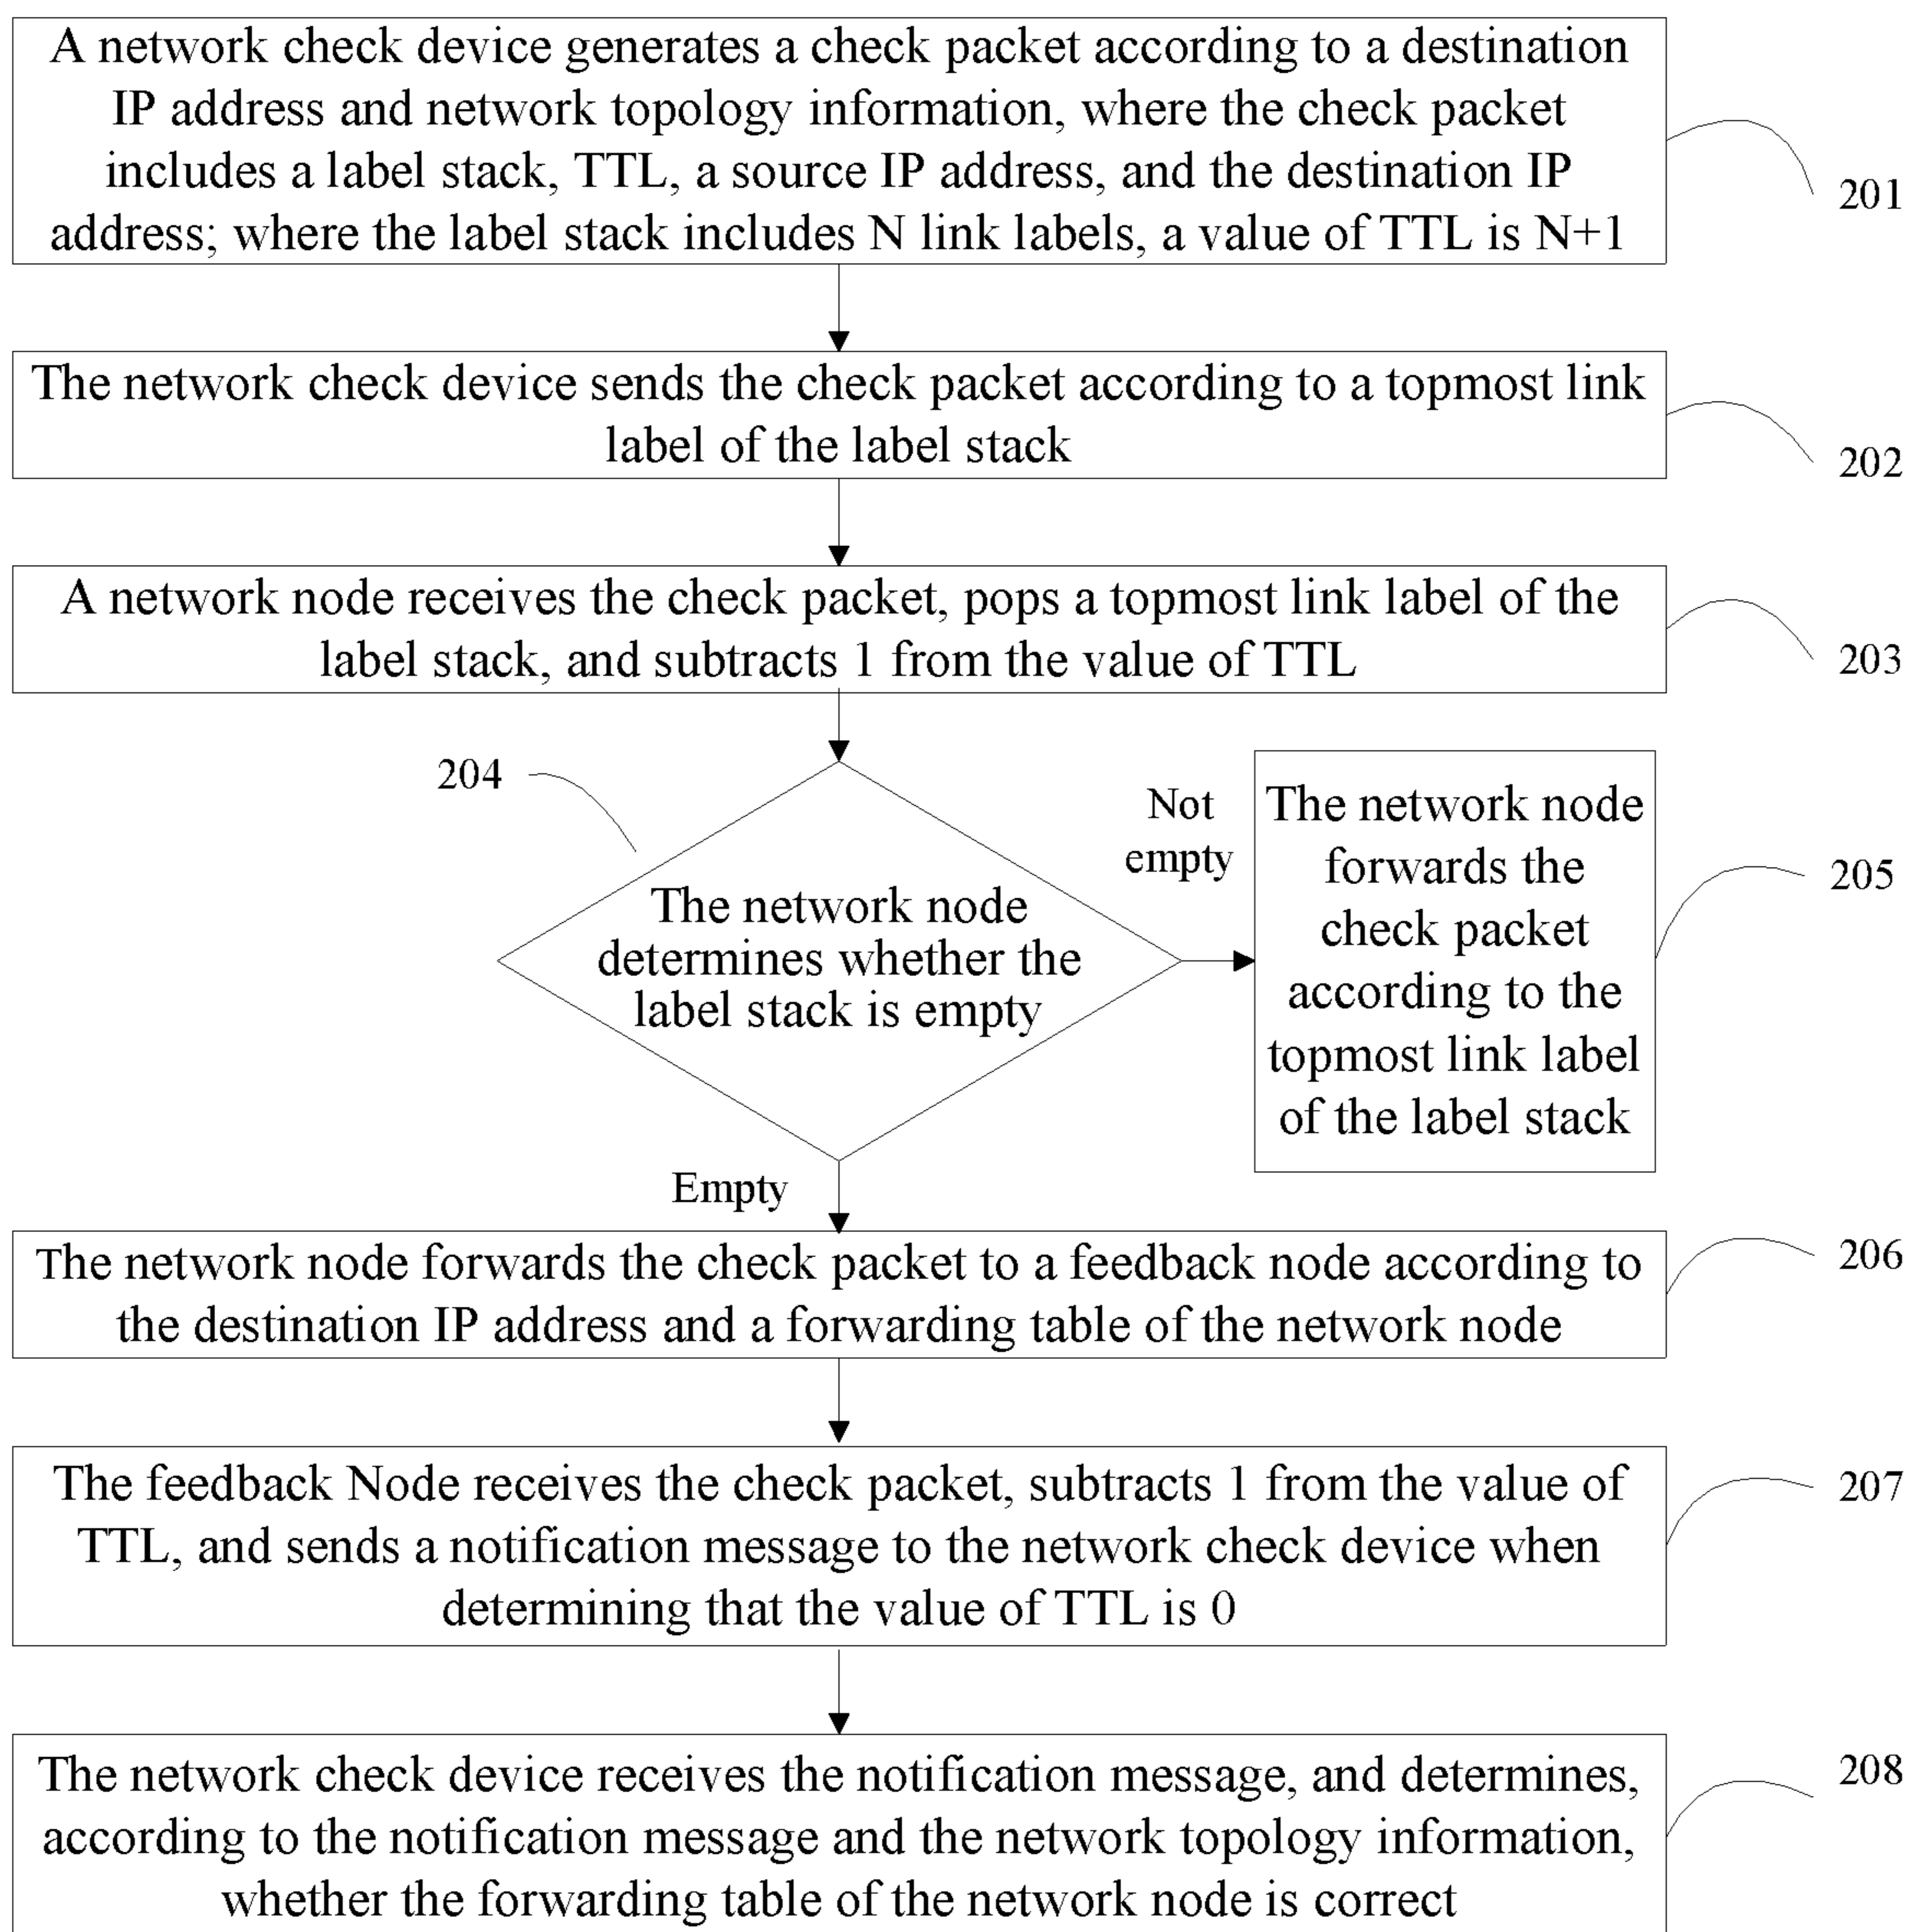 A network check device generates a check packet according to a destination
IP address and network topology information, where the check packet
includes a label stack, TTL, a source IP address, and the destination IP
address; where the label stack includes N link labels, a value of TTL is N+1
201
The network check device sends the check packet according to a topmost link
label of the label stack
202
A network node receives the check packet, pops a topmost link label of the
label stack, and subtracts 1 from the value of TTL
203
204
The network node
determines whether the
label stack is empty
Not
empty
The network node
forwards the
check packet
according to the
topmost link label
of the label stack
205
Empty
The network node forwards the check packet to a feedback node according to
the destination IP address and a forwarding table of the network node
206
The feedback Node receives the check packet, subtracts 1 from the value of
TTL, and sends a notification message to the network check device when
determining that the value of TTL is 0
207
The network check device receives the notification message, and determines,
according to the notification message and the network topology information,
whether the forwarding table of the network node is correct
208